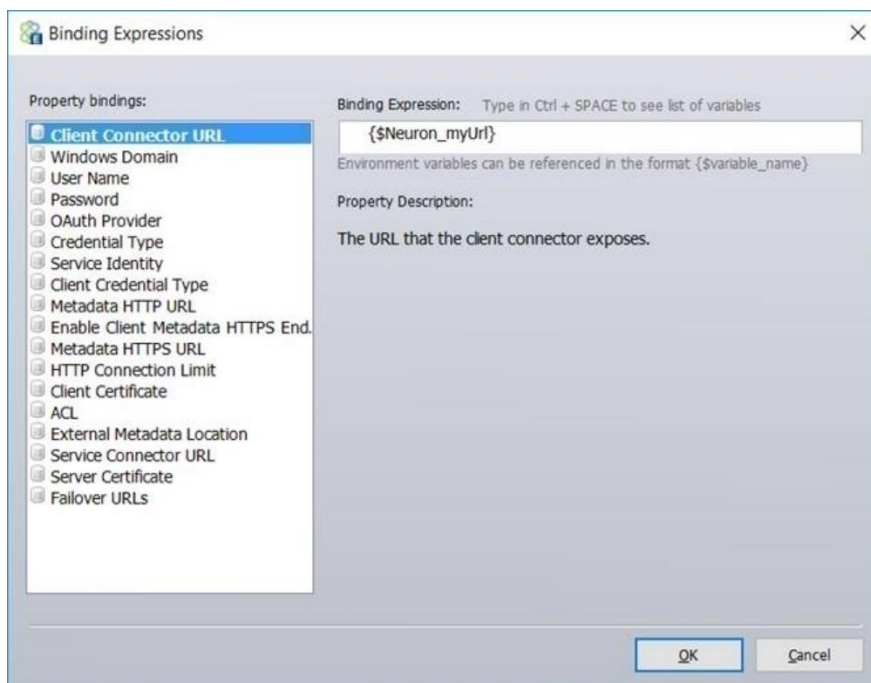 Binding Expressions
Property bindings:
Client Connector URL
Windows Domain
User Name
Password
OAuth Provider
Credential Type
Service Identity
Client Credential Type
Metadata HTTP URL
Enable Client Metadata HTTPS End.
Metadata HTTPS URL
HTTP Connection Limit
Client Certificate
ACL
External Metadata Location
Service Connector URL
Server Certificate
Failover URLs
Binding Expression: Type in Ctrl + SPACE to see list of variables
{$Neuron_myUrl}
Environment variables can be referenced in the format {$variable_name}
Property Description:
The URL that the client connector exposes.
OK Cancel